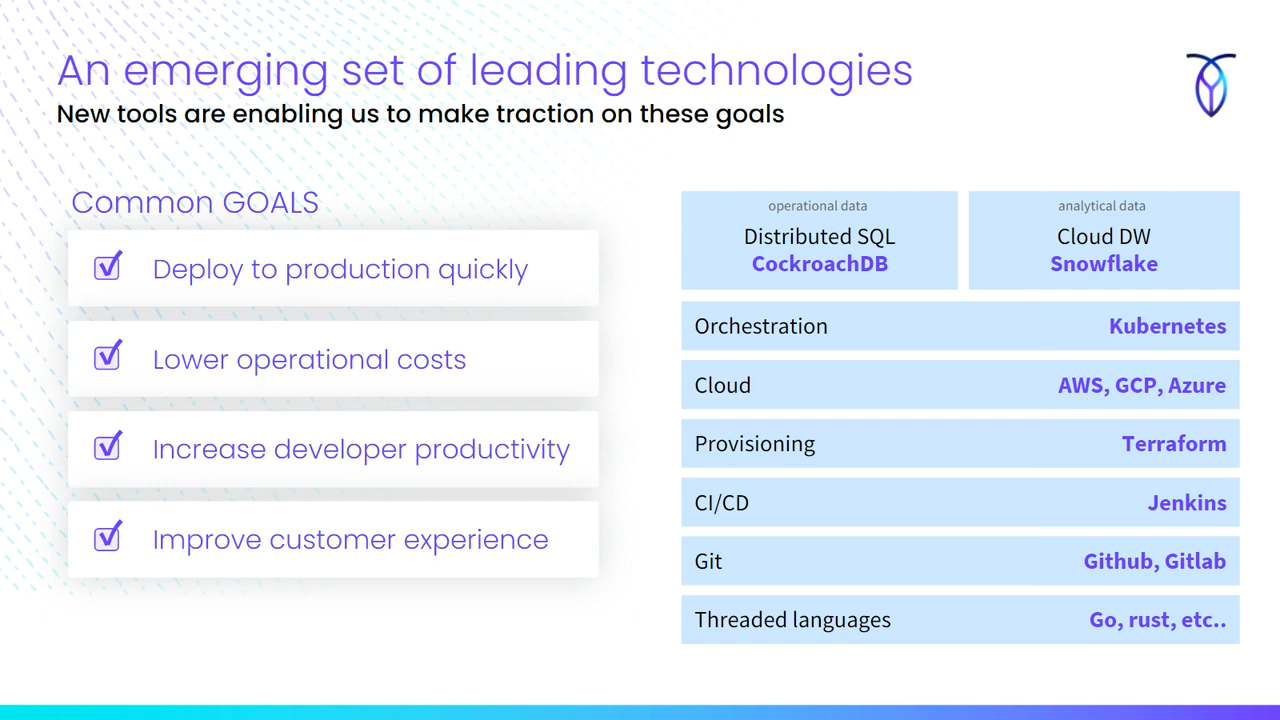 An emerging set of leading technologies
New tools are enabling us to make traction on these goals
Common GOALS
Deploy to production quickly
Lower operational costs
Increase developer productivity
Improve customer experience
operational data
Distributed SQL
CockroachDB
analytical data
Cloud DW
Snowflake
Orchestration Kubernetes
Cloud AWS, GCP, Azure
Provisioning Terraform
CI/CD Jenkins
Git Github, Gitlab
Threaded languages Go, rust, etc..